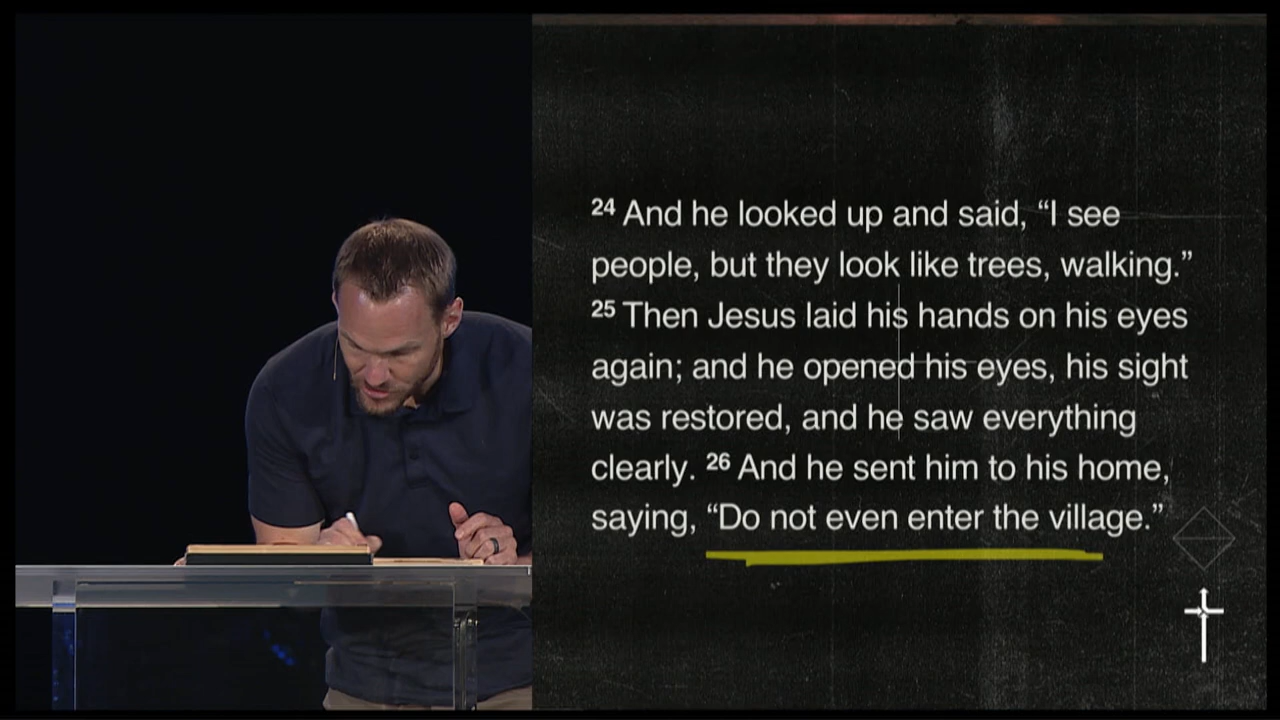 24 And he looked up and said, “I see
people, but they look like trees, walking.”
25 Then Jesus laid his hands on his eyes
again; and he opened his eyes, his sight
was restored, and he saw everything
clearly. 26 And he sent him to his home,
saying, “Do not even enter the village.”